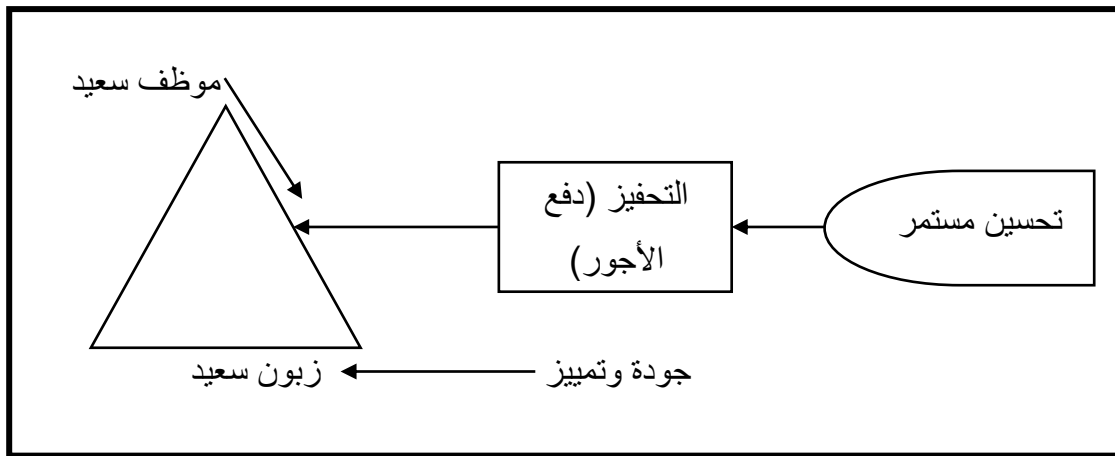 موظف سعيد
التحفيز (دفع
الأجور)
تحسين مستمر
جودة وتمييز
زبون سعيد